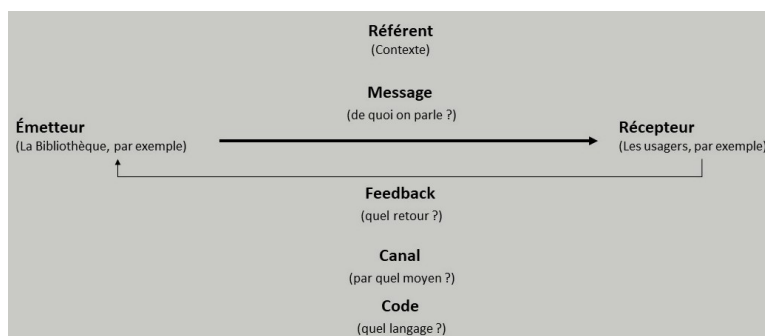 Référent
(Contexte)
Message
(de quoi on parle ?)
Émetteur
(La Bibliothèque, par exemple)
Récepteur
(Les usagers, par exemple)
Feedback
(quel retour ?)
Canal
(par quel moyen ?)
Code
(quel langage ?)